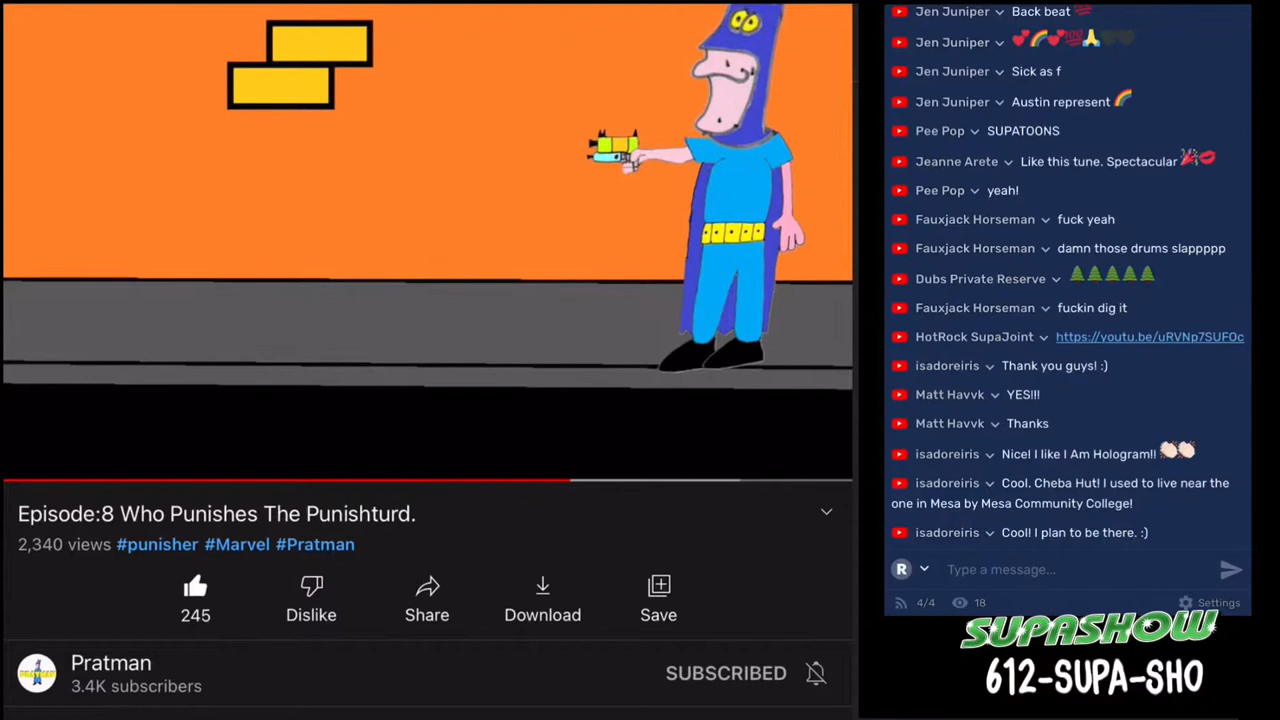 Episode:8 Who Punishes The Punishturd.
2,340 views #punisher #Marvel #Pratman
245
Dislike
Share
Download
Save
PRATMAN
Pratman
3.4K subscribers
SUBSCRIBED
Jen Juniper Back beat 💯
Jen Juniper 💕🌈💕💯🙏🖤🖤
Jen Juniper Sick as f
Jen Juniper Austin represent 🌈
Pee Pop SUPATOONS
Jeanne Arete Like this tune. Spectacular 🎉💋
Pee Pop yeah!
Fauxjack Horseman fuck yeah
Fauxjack Horseman damn those drums slappppp
Dubs Private Reserve 🌲🌲🌲🌲🌲
Fauxjack Horseman fuckin dig it
HotRock SupaJoint https://youtu.be/uRVNp7SUFOc
isadoreiris Thank you guys! :)
Matt Havvk YES!!!
Matt Havvk Thanks
isadoreiris Nice! I like I Am Hologram!! 👏🏻👏🏻
isadoreiris Cool. Cheba Hut! I used to live near the
one in Mesa by Mesa Community College!
isadoreiris Cool! I plan to be there. :)
R Type a message...
4/4 18 Settings
SUPASHOW
612-SUPA-SHO